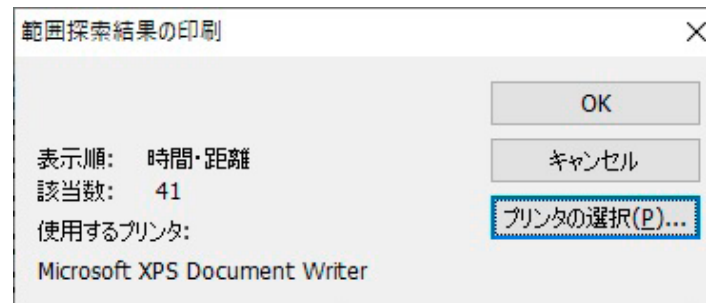 範囲探索結果の印刷
OK
表示順: 時間・距離
キャンセル
該当数: 41
プリンタの選択(P)...
使用するプリンタ:
Microsoft XPS Document Writer